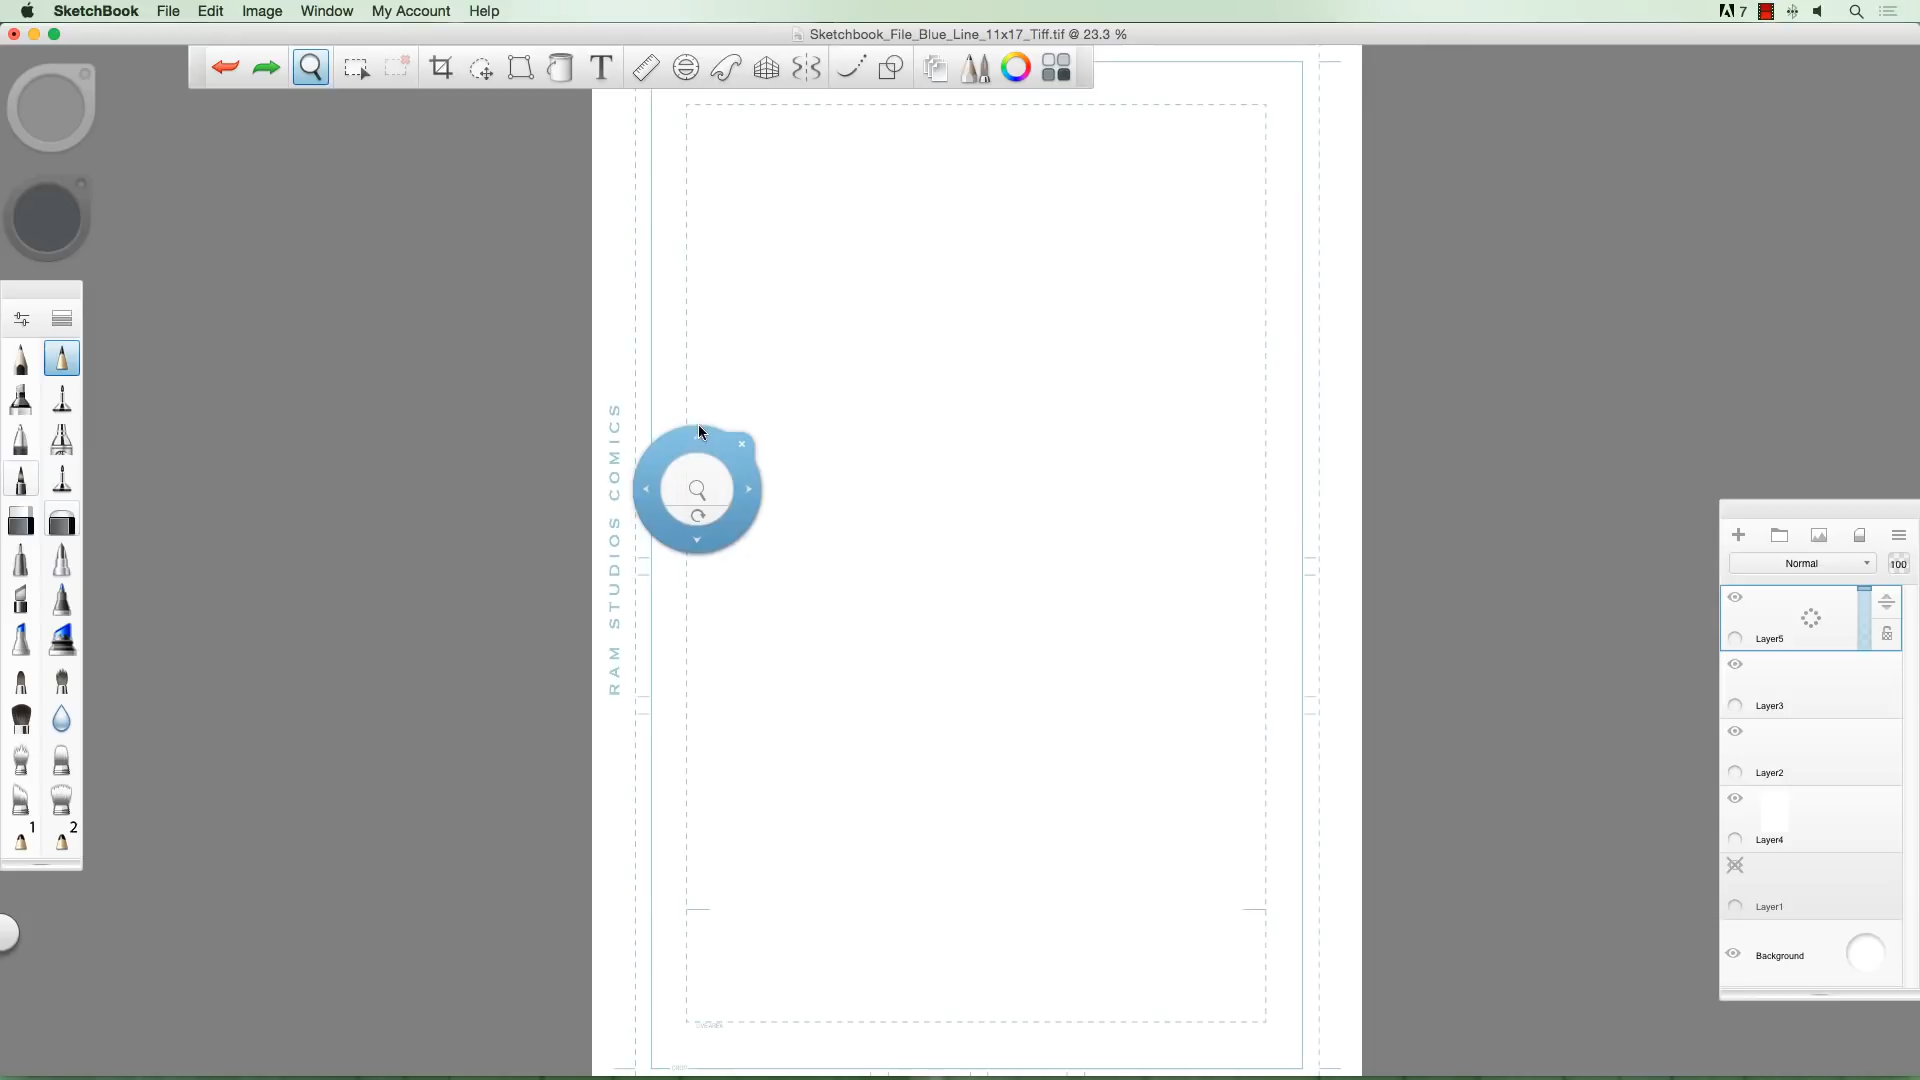 SketchBook File Edit Image Window My Account Help
7
Sketchbook_File_Blue_Line_11x17_Tiff.tif @ 23.3 %
T
RAM STUDIOS COMICS
Normal
100
Layer5
Layer3
Layer2
Layer4
Layer1
Background
1
2